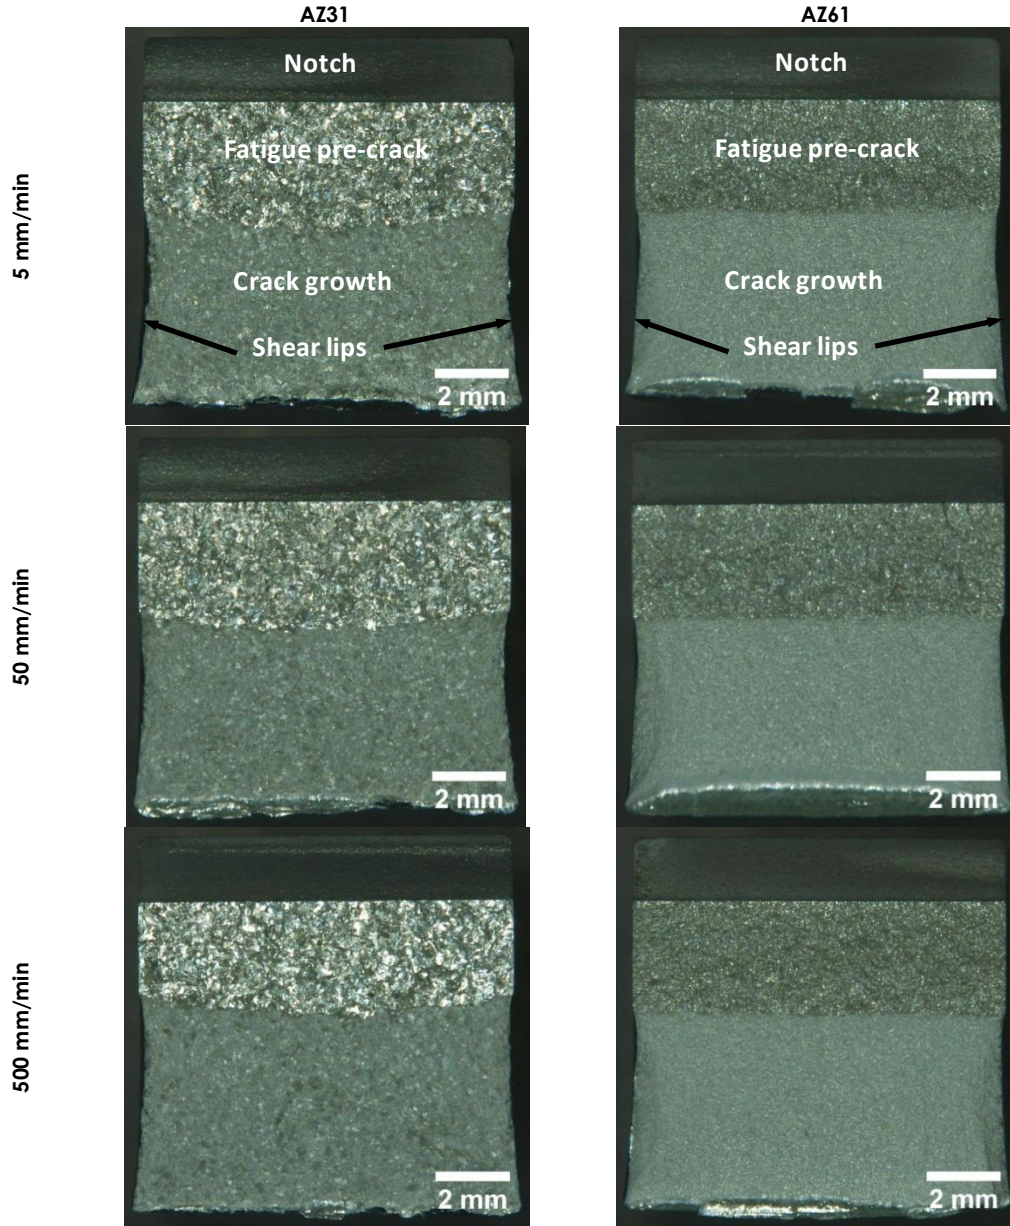 AZ31
AZ61
5 mm/min
Notch
Fatigue pre-crack
Crack growth
Shear lips
2 mm
Notch
Fatigue pre-crack
Crack growth
Shear lips
2 mm
50 mm/min
2 mm
2 mm
500 mm/min
2 mm
2 mm